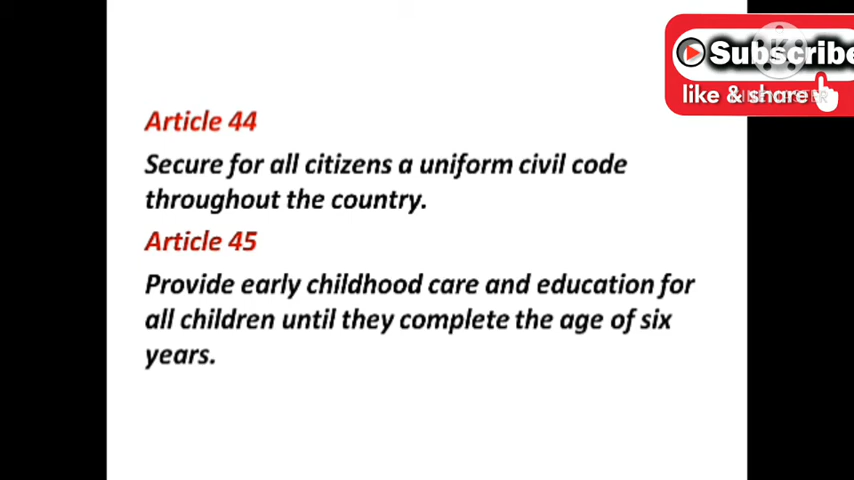 Subscribe
like & share
Article 44
Secure for all citizens a uniform civil code
throughout the country.
Article 45
Provide early childhood care and education for
all children until they complete the age of six
years.